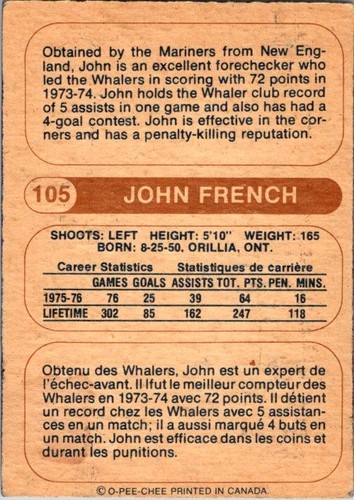 Obtained by the Mariners from New Eng-
land, John is an excellent forechecker who
led the Whalers in scoring with 72 points in
1973-74. John holds the Whaler club record
of 5 assists in one game and also has had a
4-goal contest. John is effective in the cor-
ners and has a penalty-killing reputation.
105 JOHN FRENCH
SHOOTS: LEFT HEIGHT: 5'10" WEIGHT: 165
BORN: 8-25-50, ORILLIA, ONT.
Career Statistics Statistiques de carrière
GAMES GOALS ASSISTS TOT. PTS. PEN. MINS.
1975-76 76 25 39 64 16
LIFETIME 302 85 162 247 118
Obtenu des Whalers, John est un expert de
l'échec-avant. Il lfut le meilleur compteur des
Whalers en 1973-74 avec 72 points. Il détient
un record chez les Whalers avec 5 assistan-
ces en un match; il a aussi marqué 4 buts en
un match. John est efficace dans les coins et
durant les punitions.
© O-PEE-CHEE PRINTED IN CANADA.